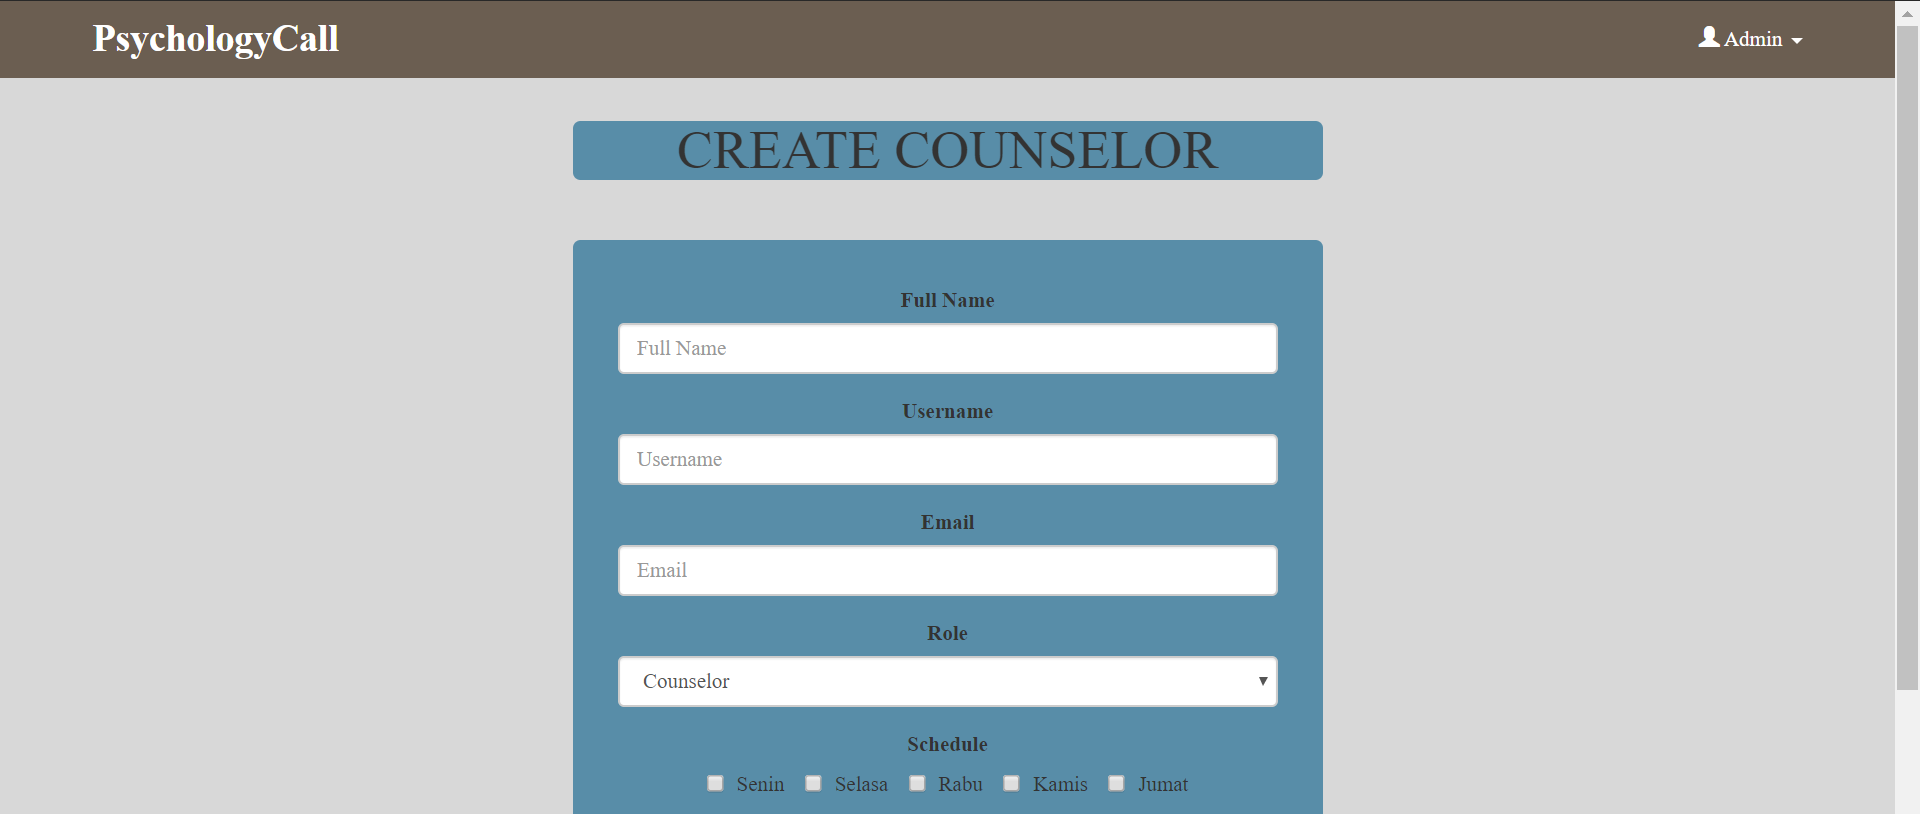 PsychologyCall
Admin
CREATE COUNSELOR
Full Name
Full Name
Username
Username
Email
Email
Role
Counselor
Schedule
Senin Selasa Rabu Kamis Jumat